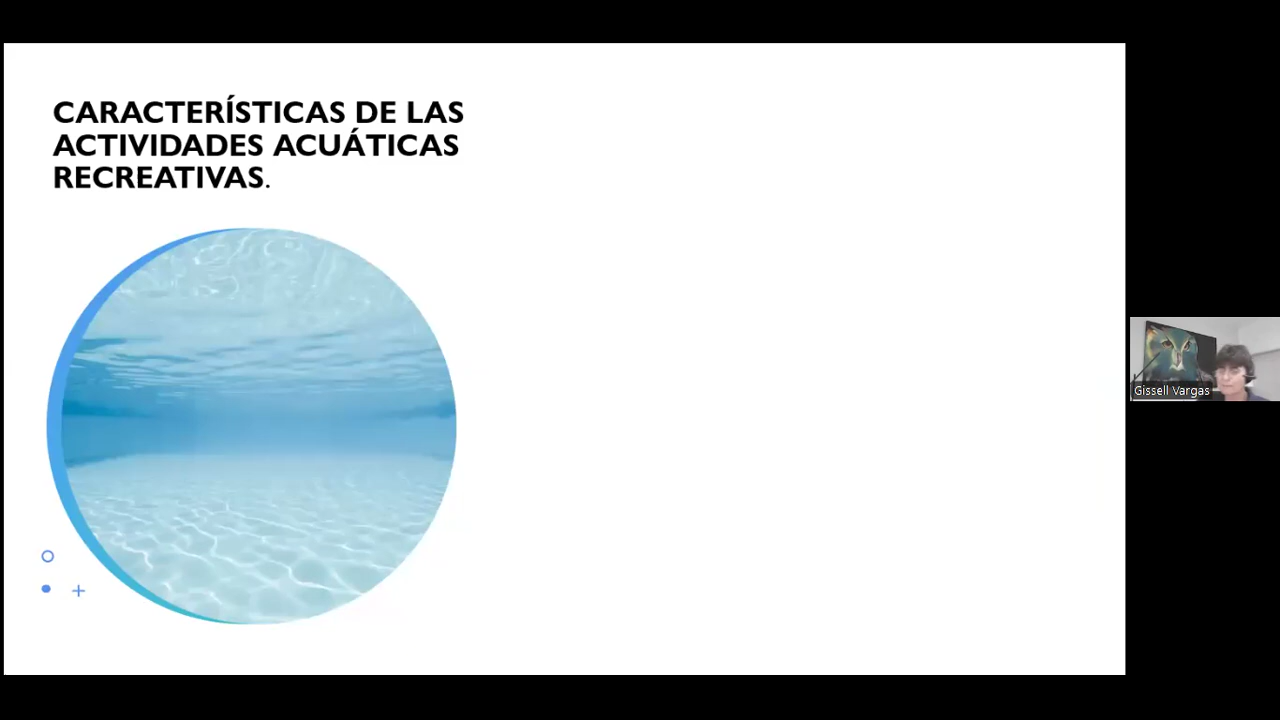 CARACTERÍSTICAS DE LAS
ACTIVIDADES ACUÁTICAS
RECREATIVAS.
Gissell Vargas